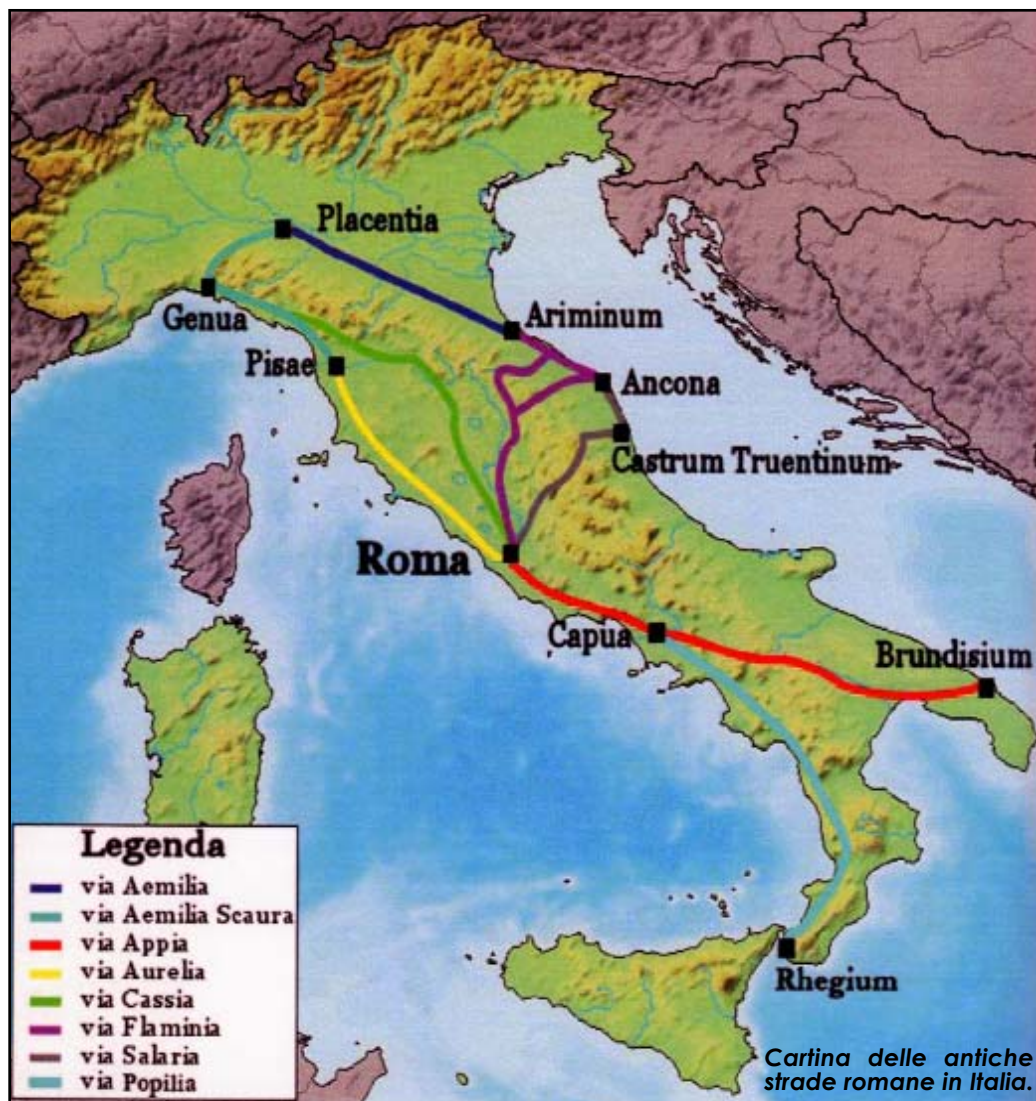 Placentia
Genua
Ariminum
Pisae
Ancona
Castrum Truentinum
Roma
Capua
Brundisium
Rhegium
Legenda
via Aemilia
via Aemilia Scaura
via Appia
via Aurelia
via Cassia
via Flaminia
via Salaria
via Popilia
Cartina delle antiche
strade romane in Italia.